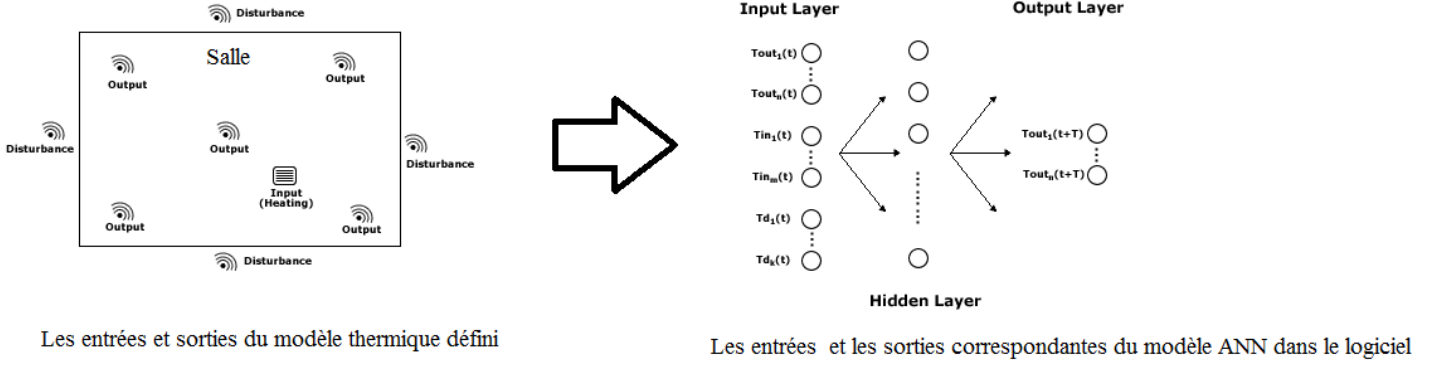 Disturbance
Salle
Output
Output
Disturbance
Output
Disturbance
Input
(Heating)
Output
Output
Disturbance
Les entrées et sorties du modèle thermique défini
Input Layer
Output Layer
Tout₁(t)
Toutₙ(t)
Tin₁(t)
Tinₘ(t)
Td₁(t)
Tdₖ(t)
Tout₁(t+T)
Toutₙ(t+T)
Hidden Layer
Les entrées et les sorties correspondantes du modèle ANN dans le logiciel